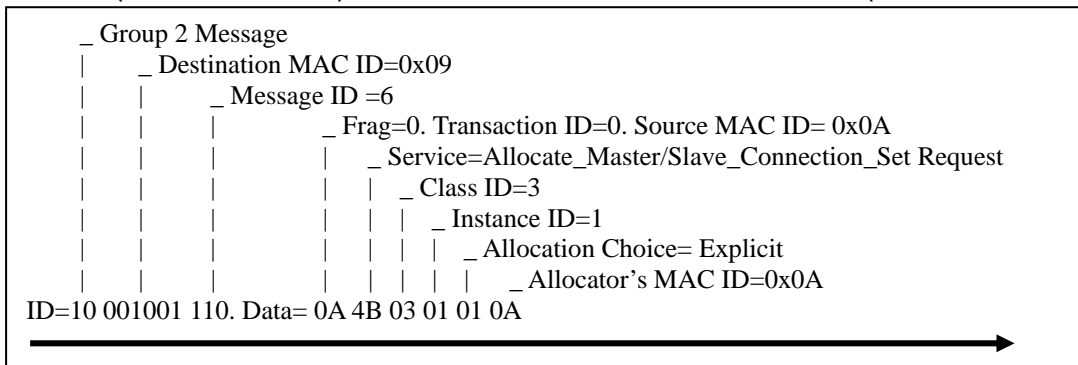 _ Group 2 Message
| _ Destination MAC ID=0x09
| | _ Message ID =6
| | | _ Frag=0. Transaction ID=0. Source MAC ID= 0x0A
| | | | _ Service=Allocate_Master/Slave_Connection_Set Request
| | | | | _ Class ID=3
| | | | | | _ Instance ID=1
| | | | | | | _ Allocation Choice= Explicit
| | | | | | | | _ Allocator’s MAC ID=0x0A
ID=10 001001 110. Data= 0A 4B 03 01 01 0A